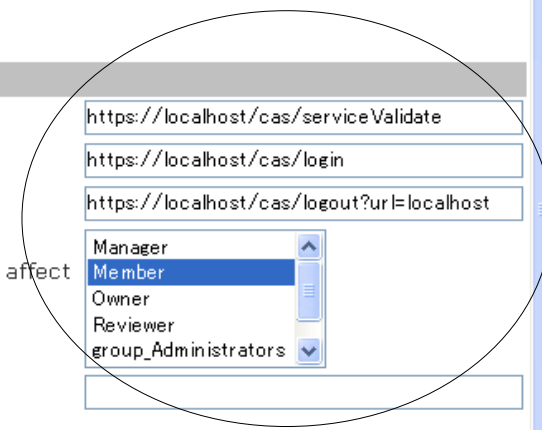 https://localhost/cas/serviceValidate
https://localhost/cas/login
https://localhost/cas/logout?url=localhost
affect
Manager
Member
Owner
Reviewer
group_Administrators